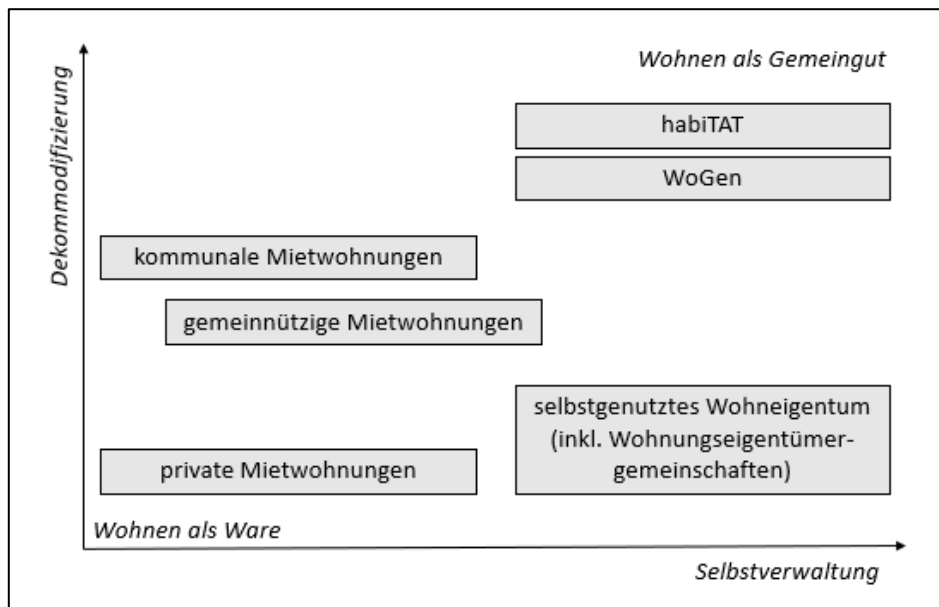 Wohnen als Gemeingut
Dekommodifizierung
habiTAT
WoGen
kommunale Mietwohnungen
gemeinnützige Mietwohnungen
selbstgenutztes Wohneigentum
(inkl. Wohnungseigentümer-
gemeinschaften)
private Mietwohnungen
Wohnen als Ware
Selbstverwaltung